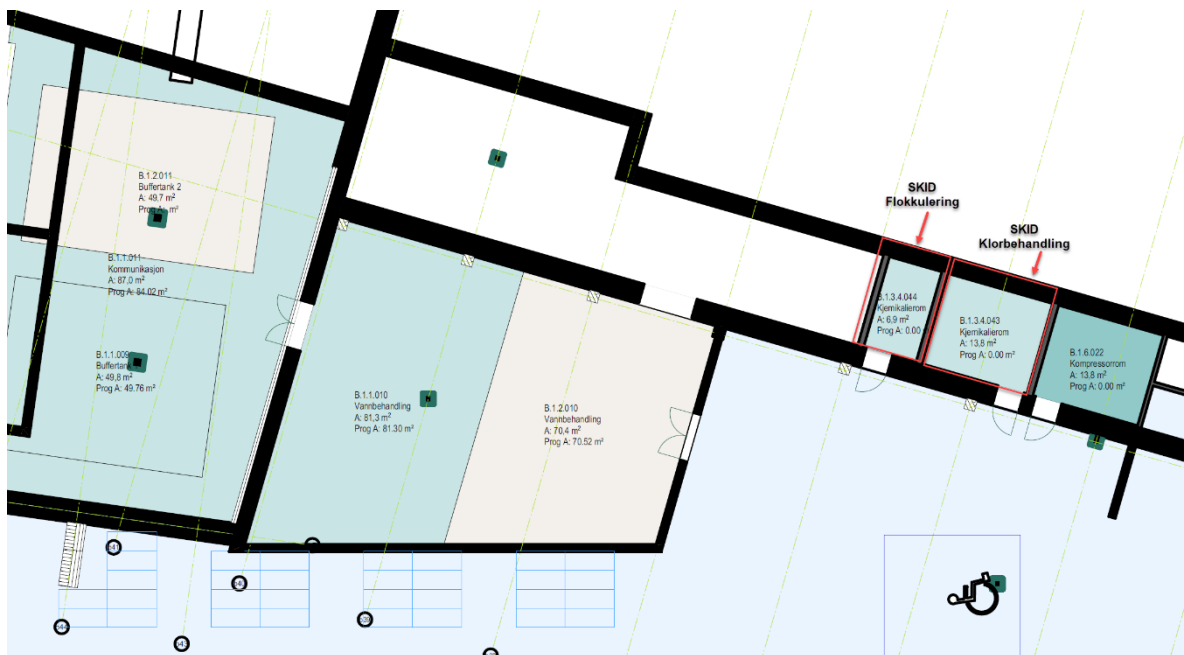 B.1.2.011
Buffertank 2
A: 49,7 m²
Prog A: m²
B.1.1.011
Kommunikasjon
A: 87,0 m²
Prog A: 84.02 m²
B.1.1.009
Buffertank
A: 49,8 m²
Prog A: 49.76 m²
B.1.1.010
Vannbehandling
A: 81,3 m²
Prog A: 81.30 m²
B.1.2.010
Vannbehandling
A: 70,4 m²
Prog A: 70.52 m²
SKID
Flokkulering
SKID
Klorbehandling
B.1.3.4.044
Kjemikalierom
A: 6,9 m²
Prog A: 0.00
B.1.3.4.043
Kjemikalierom
A: 13,8 m²
Prog A: 0.00 m²
B.1.6.022
Kompressorrom
A: 13,8 m²
Prog A: 0.00 m²